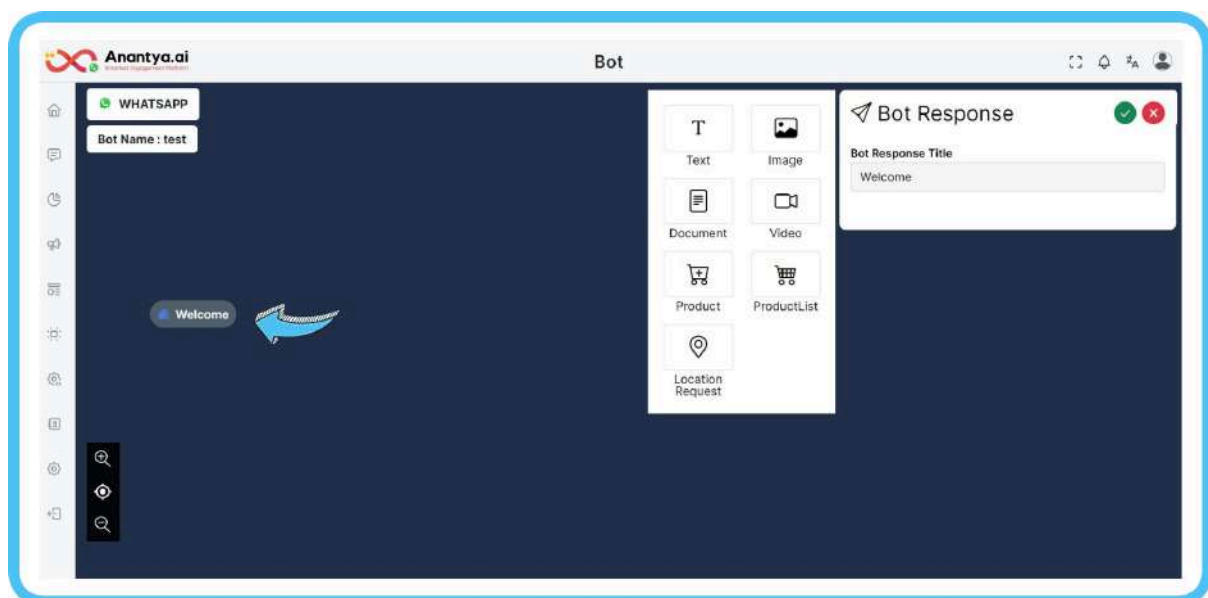 Anantya.ai
Bot
WHATSAPP
Bot Name : test
Welcome
T
Text
Image
Document
Video
Product
ProductList
Location
Request
Bot Response
Bot Response Title
Welcome